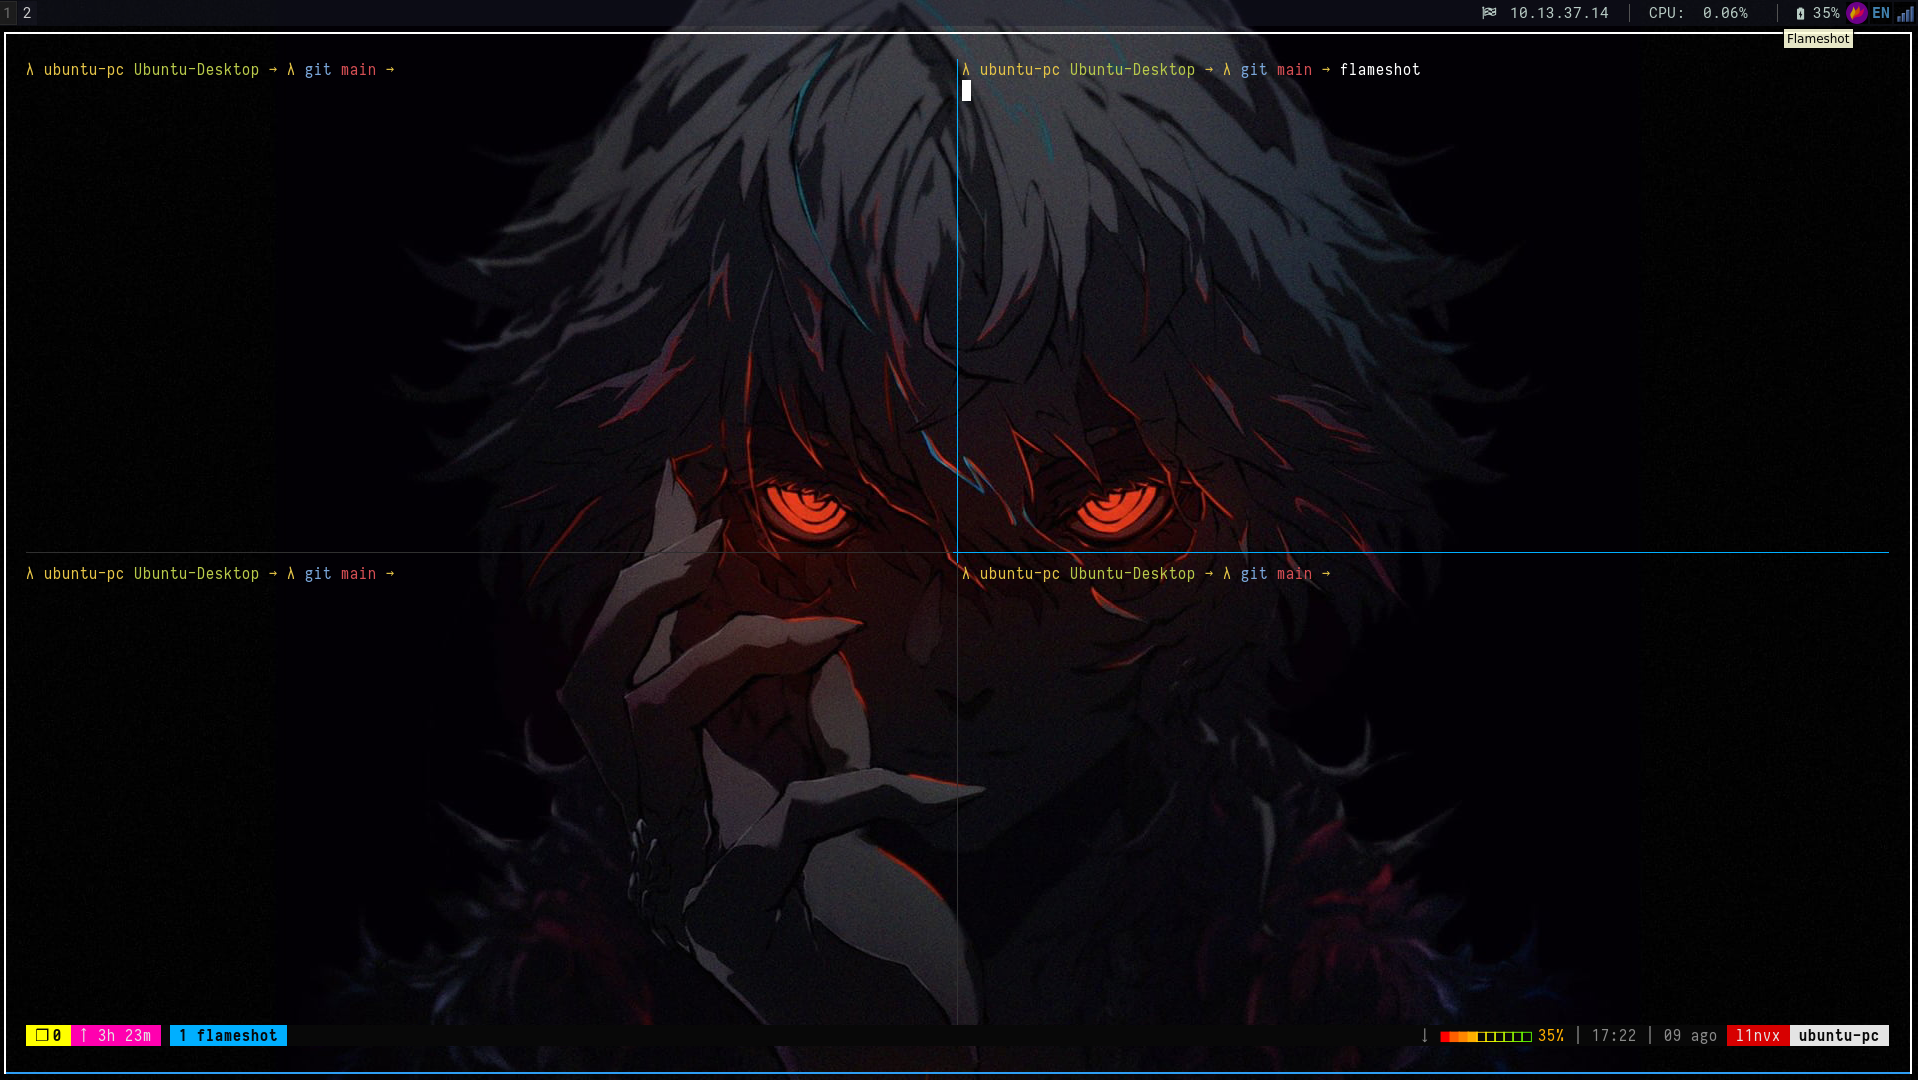 1 2 10.13.37.14 CPU: 0.06% 35% EN
Flameshot
λ ubuntu-pc Ubuntu-Desktop → λ git main →
λ ubuntu-pc Ubuntu-Desktop → λ git main → flameshot
λ ubuntu-pc Ubuntu-Desktop → λ git main →
λ ubuntu-pc Ubuntu-Desktop → λ git main →
❐ 0 ↑ 3h 23m 1 flameshot ↓ 35% | 17:22 | 09 ago l1nvx ubuntu-pc